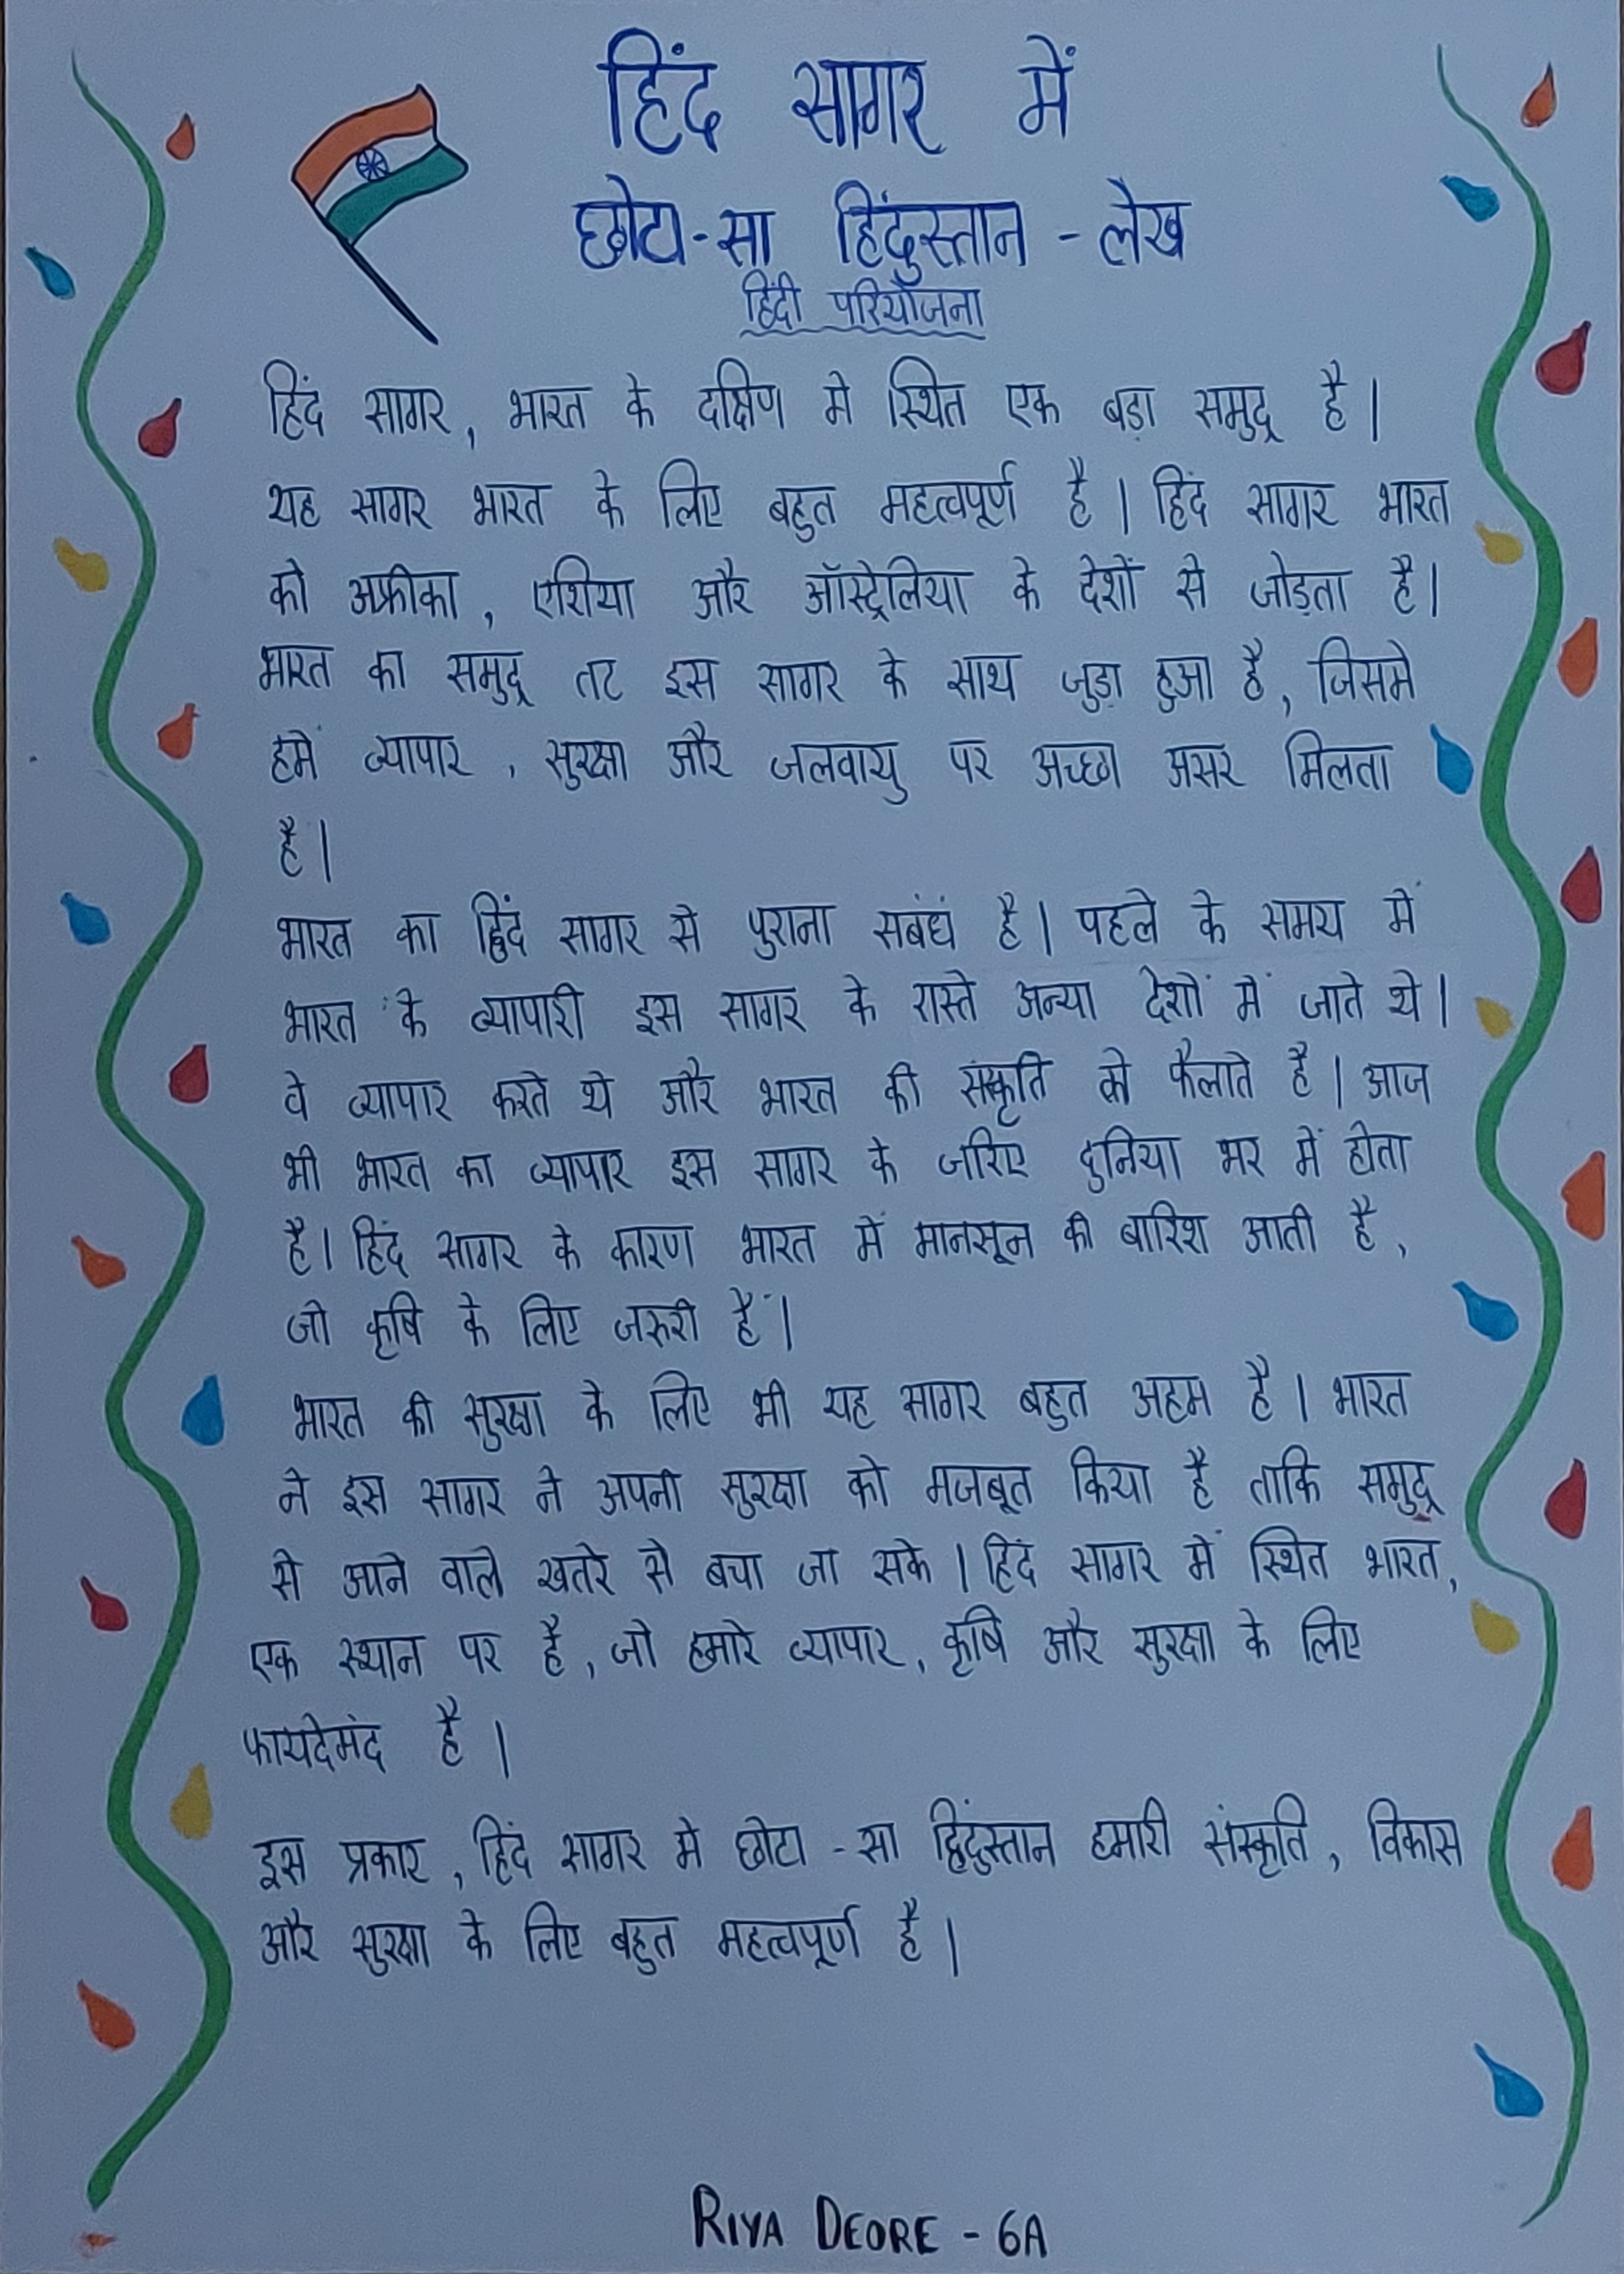 हिंद सागर में
छोटा-सा हिंदुस्तान - लेख
हिंदी परियोजना
हिंद सागर, भारत के दक्षिण मे स्थित एक बड़ा समुद्र है।
यह सागर भारत के लिए बहुत महत्वपूर्ण है। हिंद सागर भारत
को अफ्रीका, एशिया और ऑस्ट्रेलिया के देशों से जोड़ता है।
भारत का समुद्र तट इस सागर के साथ जुड़ा हुआ है, जिसमे
हमें व्यापार, सुरक्षा और जलवायु पर अच्छा असर मिलता
है।
भारत का हिंद सागर से पुराना सबंधं है। पहले के समय में
भारत के व्यापारी इस सागर के रास्ते अन्या देशों में जाते थे।
वे व्यापार करते थे और भारत की संस्कृति को फैलाते है। आज
भी भारत का व्यापार इस सागर के जरिए दुनिया भर में होता
है। हिंद सागर के कारण भारत में मानसून की बारिश आती है,
जो कृषि के लिए जरुरी हैं।
भारत की सुरक्षा के लिए भी यह सागर बहुत अहम है। भारत
ने इस सागर ने अपनी सुरक्षा को मजबूत किया है ताकि समुद्र
से आने वाले खतरे से बचा जा सके। हिंद सागर में स्थित भारत,
एक स्थान पर है, जो हमारे व्यापार, कृषि और सुरक्षा के लिए
फायदेमंद है।
इस प्रकार, हिंद सागर मे छोटा-सा हिंदुस्तान हमारी संस्कृति, विकास
और सुरक्षा के लिए बहुत महत्वपूर्ण है।
RIYA DEORE - 6A